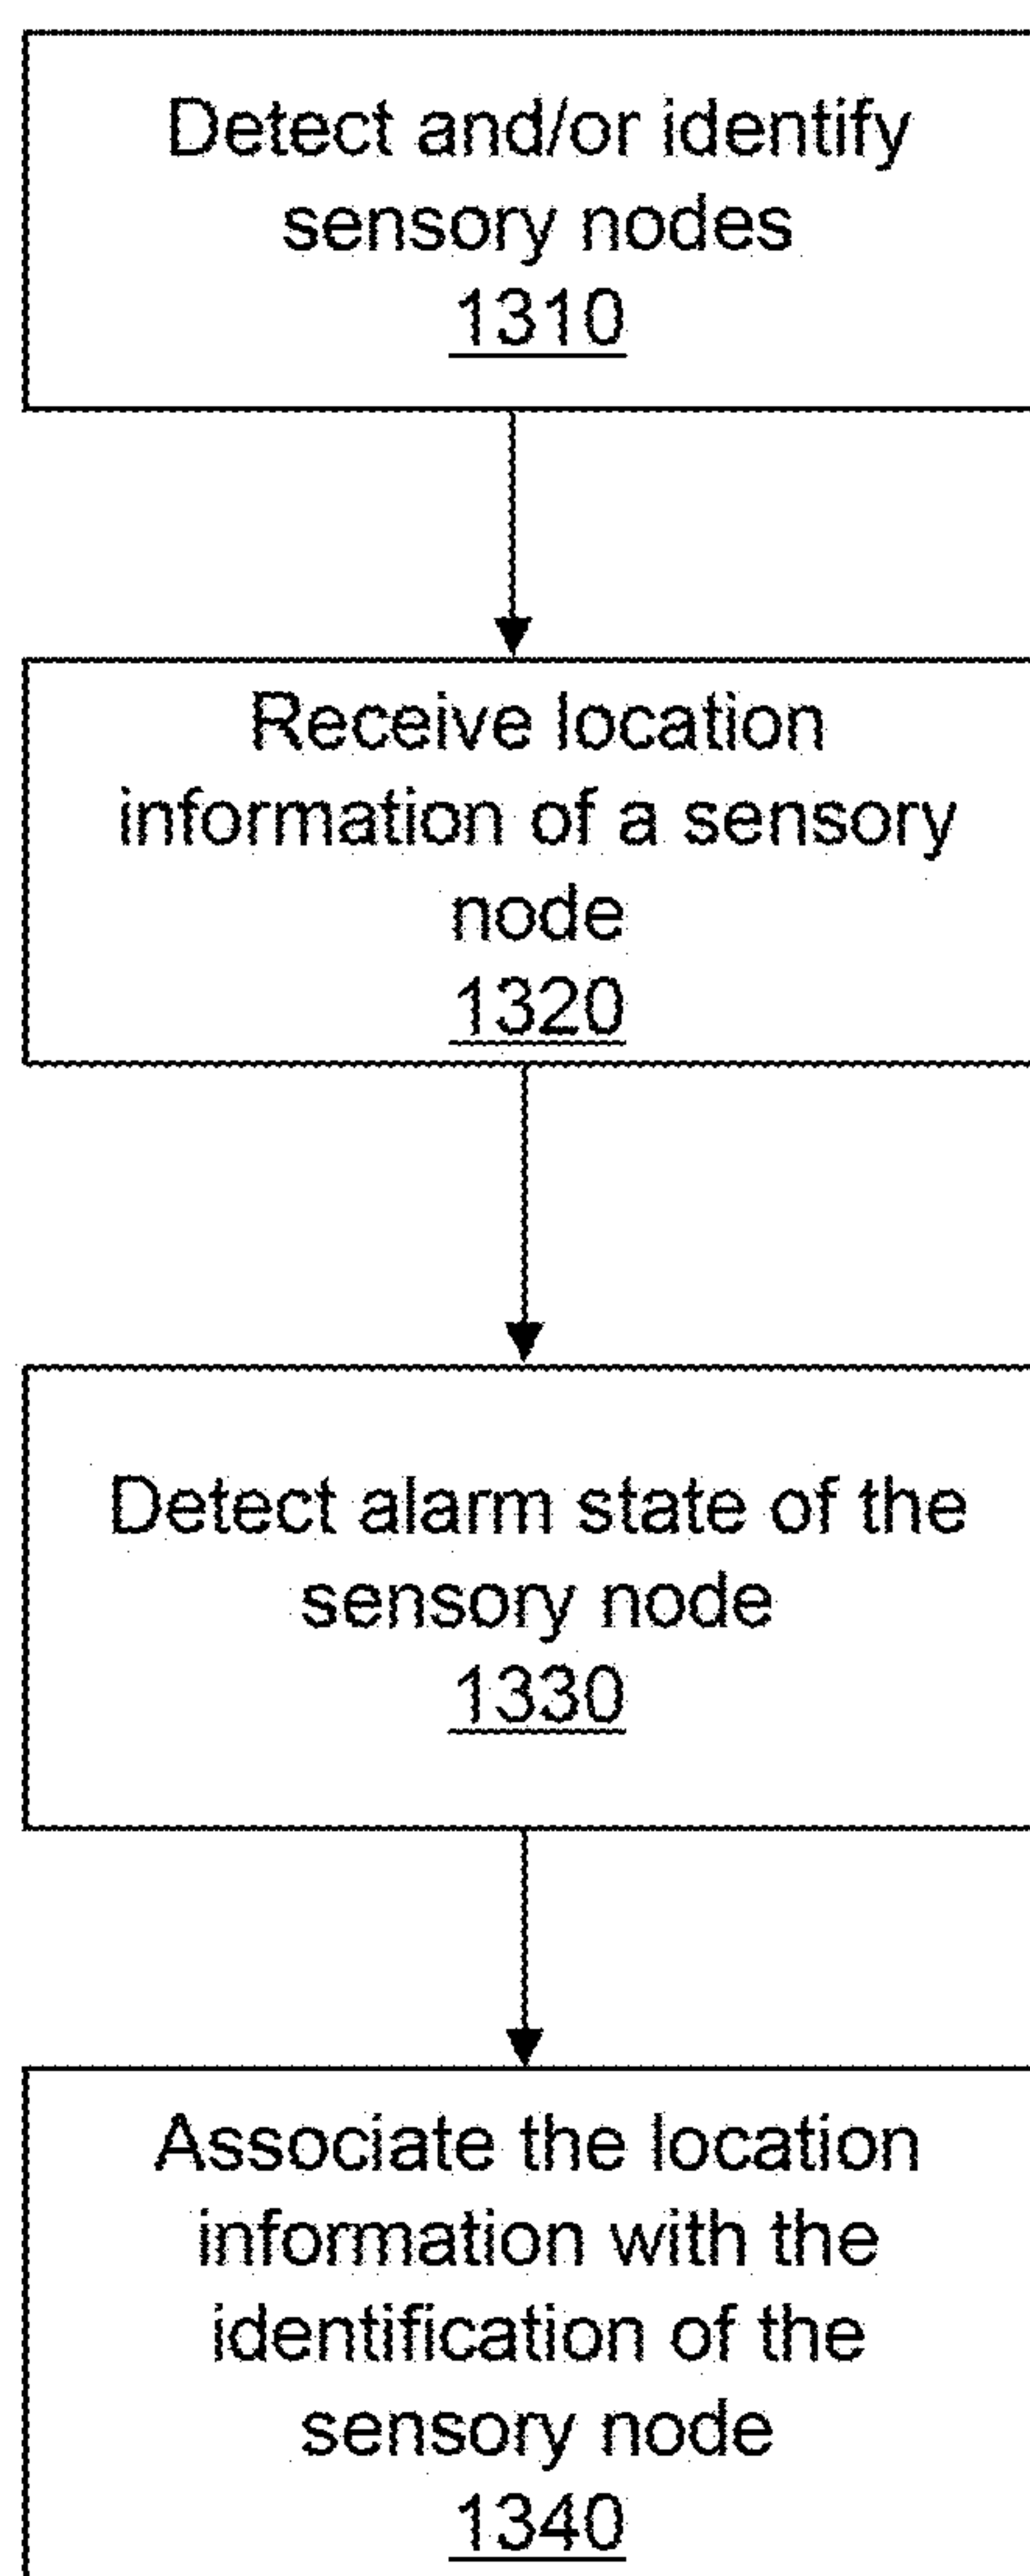 Detect and/or identify
sensory nodes
1310
Receive location
information of a sensory
node
1320
Detect alarm state of the
sensory node
1330
Associate the location
information with the
identification of the
sensory node
1340